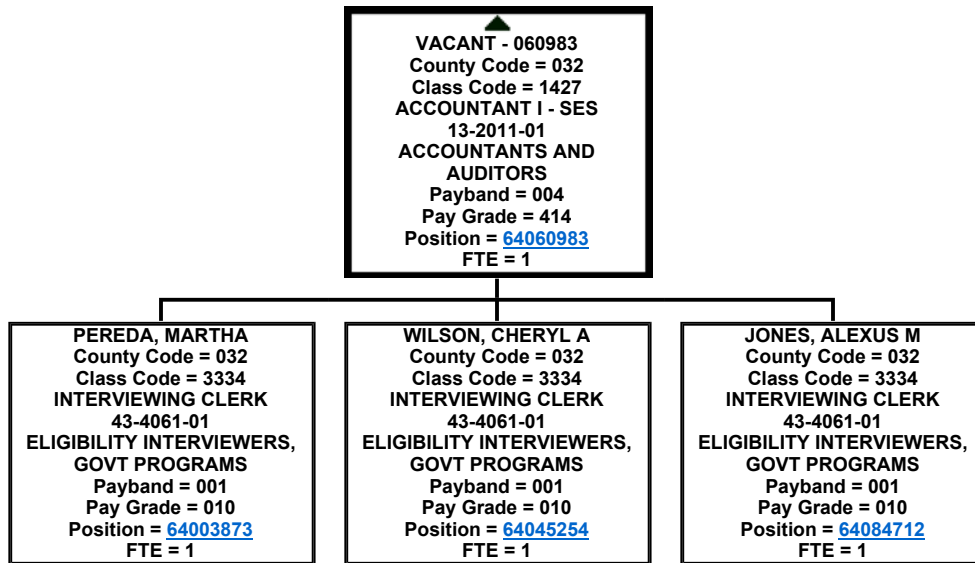 VACANT - 060983
County Code = 032
Class Code = 1427
ACCOUNTANT I - SES
13-2011-01
ACCOUNTANTS AND
AUDITORS
Payband = 004
Pay Grade = 414
Position = 64060983
FTE = 1
PEREDA, MARTHA
County Code = 032
Class Code = 3334
INTERVIEWING CLERK
43-4061-01
ELIGIBILITY INTERVIEWERS,
GOVT PROGRAMS
Payband = 001
Pay Grade = 010
Position = 64003873
FTE = 1
WILSON, CHERYL A
County Code = 032
Class Code = 3334
INTERVIEWING CLERK
43-4061-01
ELIGIBILITY INTERVIEWERS,
GOVT PROGRAMS
Payband = 001
Pay Grade = 010
Position = 64045254
FTE = 1
JONES, ALEXUS M
County Code = 032
Class Code = 3334
INTERVIEWING CLERK
43-4061-01
ELIGIBILITY INTERVIEWERS,
GOVT PROGRAMS
Payband = 001
Pay Grade = 010
Position = 64084712
FTE = 1